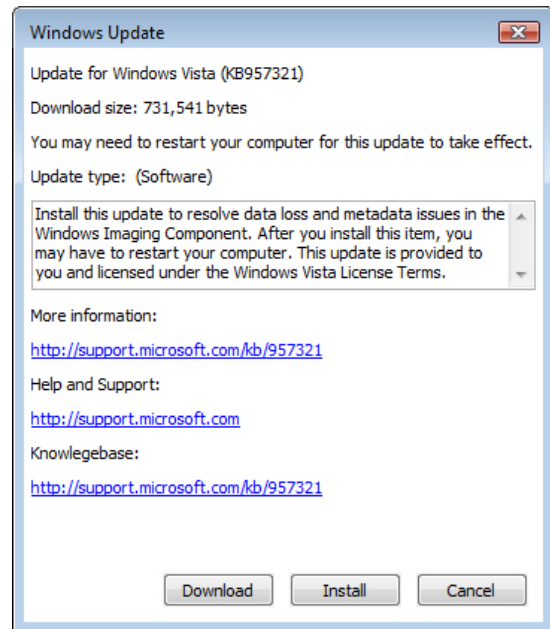 Windows Update
Update for Windows Vista (KB957321)
Download size: 731,541 bytes
You may need to restart your computer for this update to take effect.
Update type: (Software)
Install this update to resolve data loss and metadata issues in the
Windows Imaging Component. After you install this item, you
may have to restart your computer. This update is provided to
you and licensed under the Windows Vista License Terms.
More information:
http://support.microsoft.com/kb/957321
Help and Support:
http://support.microsoft.com
Knowlegebase:
http://support.microsoft.com/kb/957321
Download Install Cancel